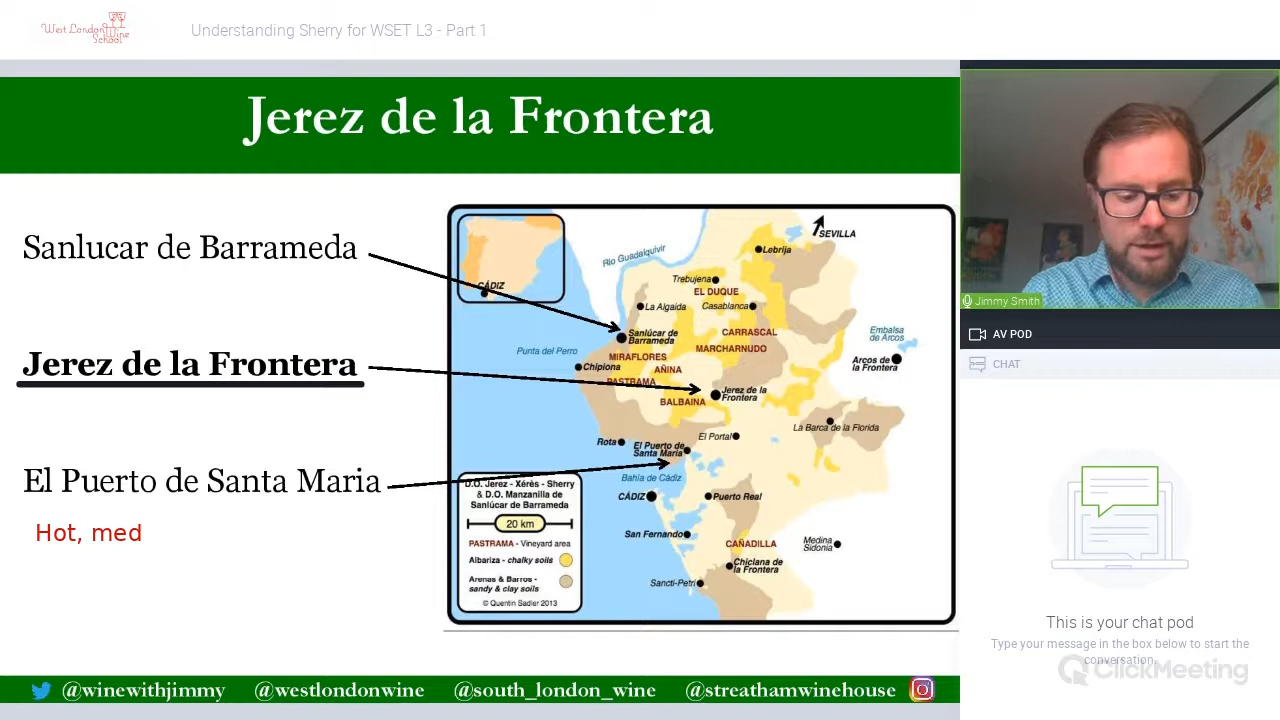 West London
Wine
School
Understanding Sherry for WSET L3 - Part 1
Jerez de la Frontera
Sanlucar de Barrameda
Jerez de la Frontera
El Puerto de Santa Maria
Hot, med
CÁDIZ
Rio Guadalquivir
SEVILLA
Lebrija
Trebujena
EL DUQUE
La Algaida
Casablanca
Sanlúcar de
Barrameda
CARRASCAL
MARCHARNUDO
Embalsa
de Arcos
Punta del Perro
MIRAFLORES
Arcos de
la Frontera
Chipiona
AÑINA
PASTRAMA
Jerez de la
Frontera
BALBAINA
La Barca de la Florida
Rota
El Portal
El Puerto de
Santa María
Bahía de Cádiz
CÁDIZ
Puerto Real
San Fernando
CAÑADILLA
Medina
Sidonia
Chiclana de
la Frontera
Sancti-Petri
D.O. Jerez - Xérès - Sherry
& D.O. Manzanilla de
Sanlúcar de Barrameda
20 km
PASTRAMA - Vineyard area
Albariza - chalky soils
Arenas & Barros -
sandy & clay soils
© Quentin Sadler 2013
@winewithjimmy @westlondonwine @south_london_wine @streathamwinehouse
Jimmy Smith
AV POD
CHAT
This is your chat pod
Type your message in the box below to start the
conversation.
ClickMeeting